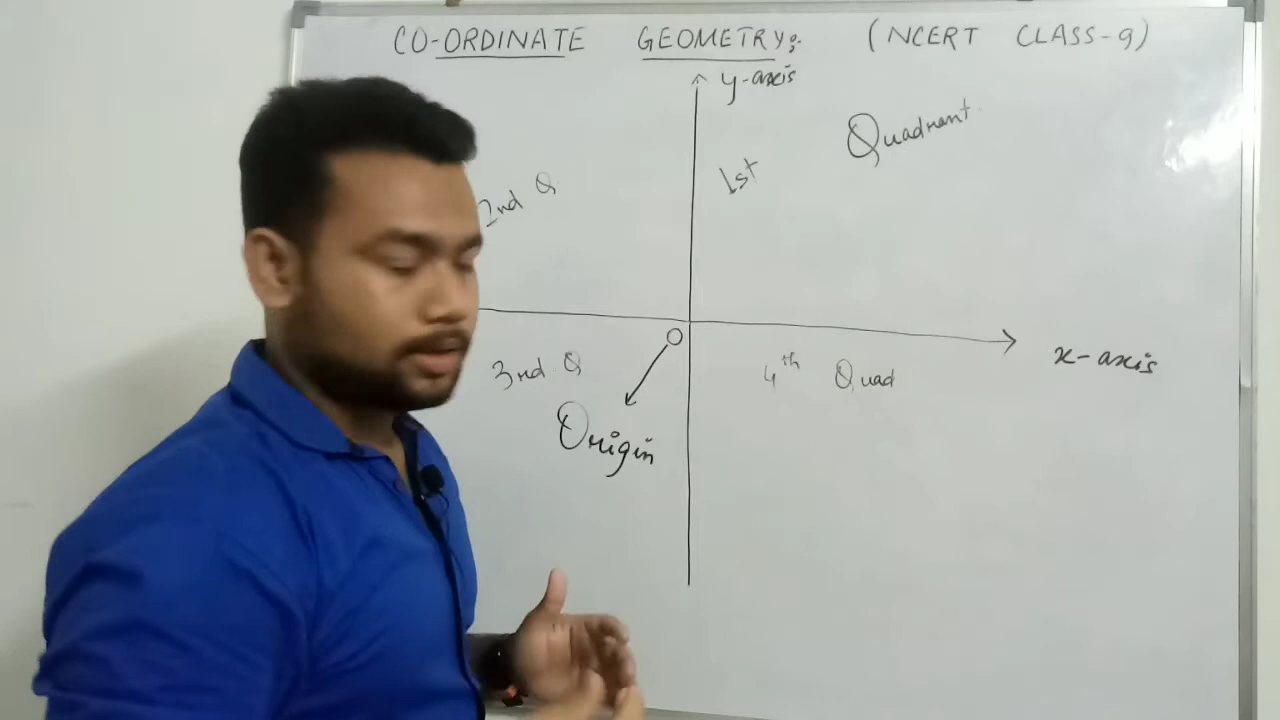 CO-ORDINATE GEOMETRY:- (NCERT CLASS-9)
y-axis
Quadrant
1st
2nd Q
x-axis
3rd Q
4th Quad
O
Origin